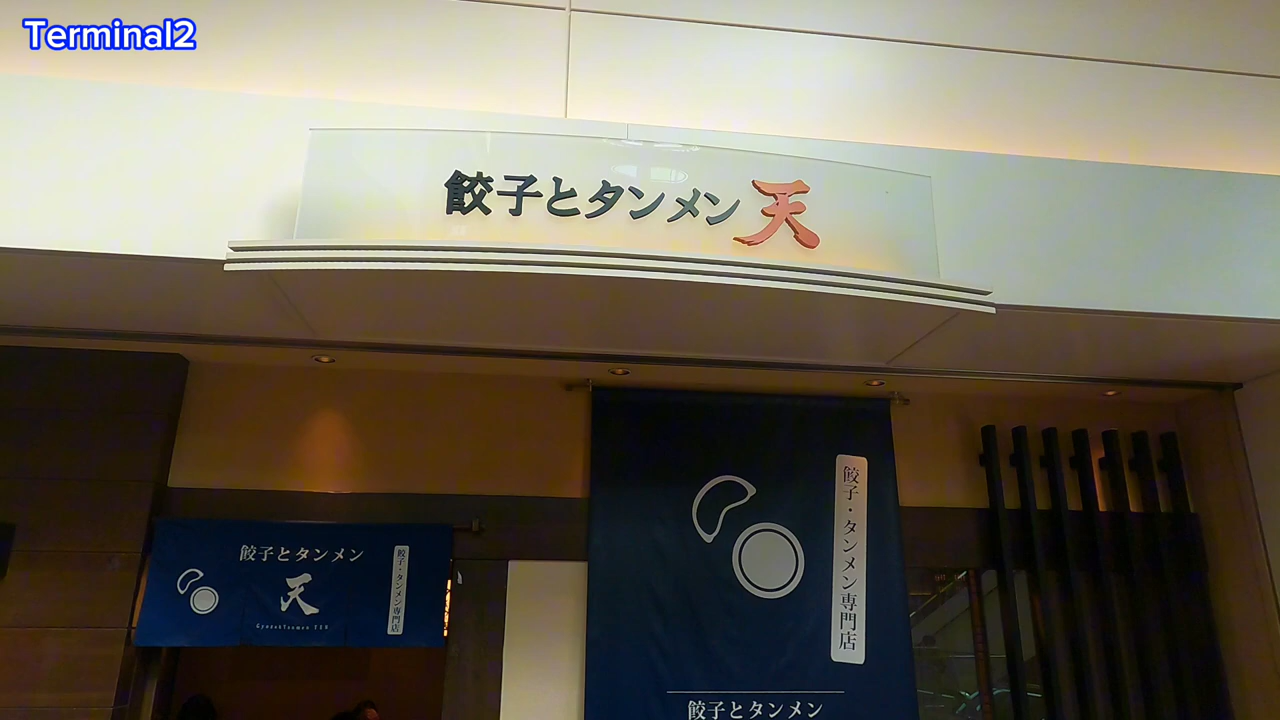 Terminal2
餃子とタンメン 天
餃子とタンメン
天
Gyoza&Tanmen TEN
餃子・タンメン専門店
餃子・タンメン専門店
餃子とタンメン